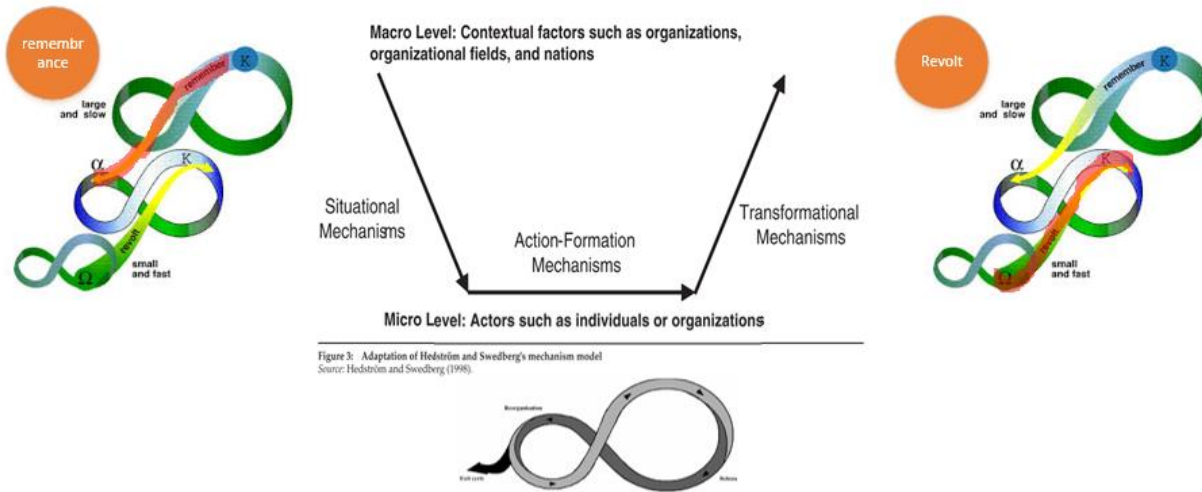 remembr
ance
K
remember
large
and slow
α
K
revolt
small
and fast
Ω
Macro Level: Contextual factors such as organizations,
organizational fields, and nations
Situational
Mechanisms
Action-Formation
Mechanisms
Transformational
Mechanisms
Micro Level: Actors such as individuals or organizations
Figure 3: Adaptation of Hedström and Swedberg's mechanism model
Source: Hedström and Swedberg (1998).
Reorganisation
Exit cycle
Release
Revolt
K
remember
large
and slow
α
K
revolt
small
and fast
Ω